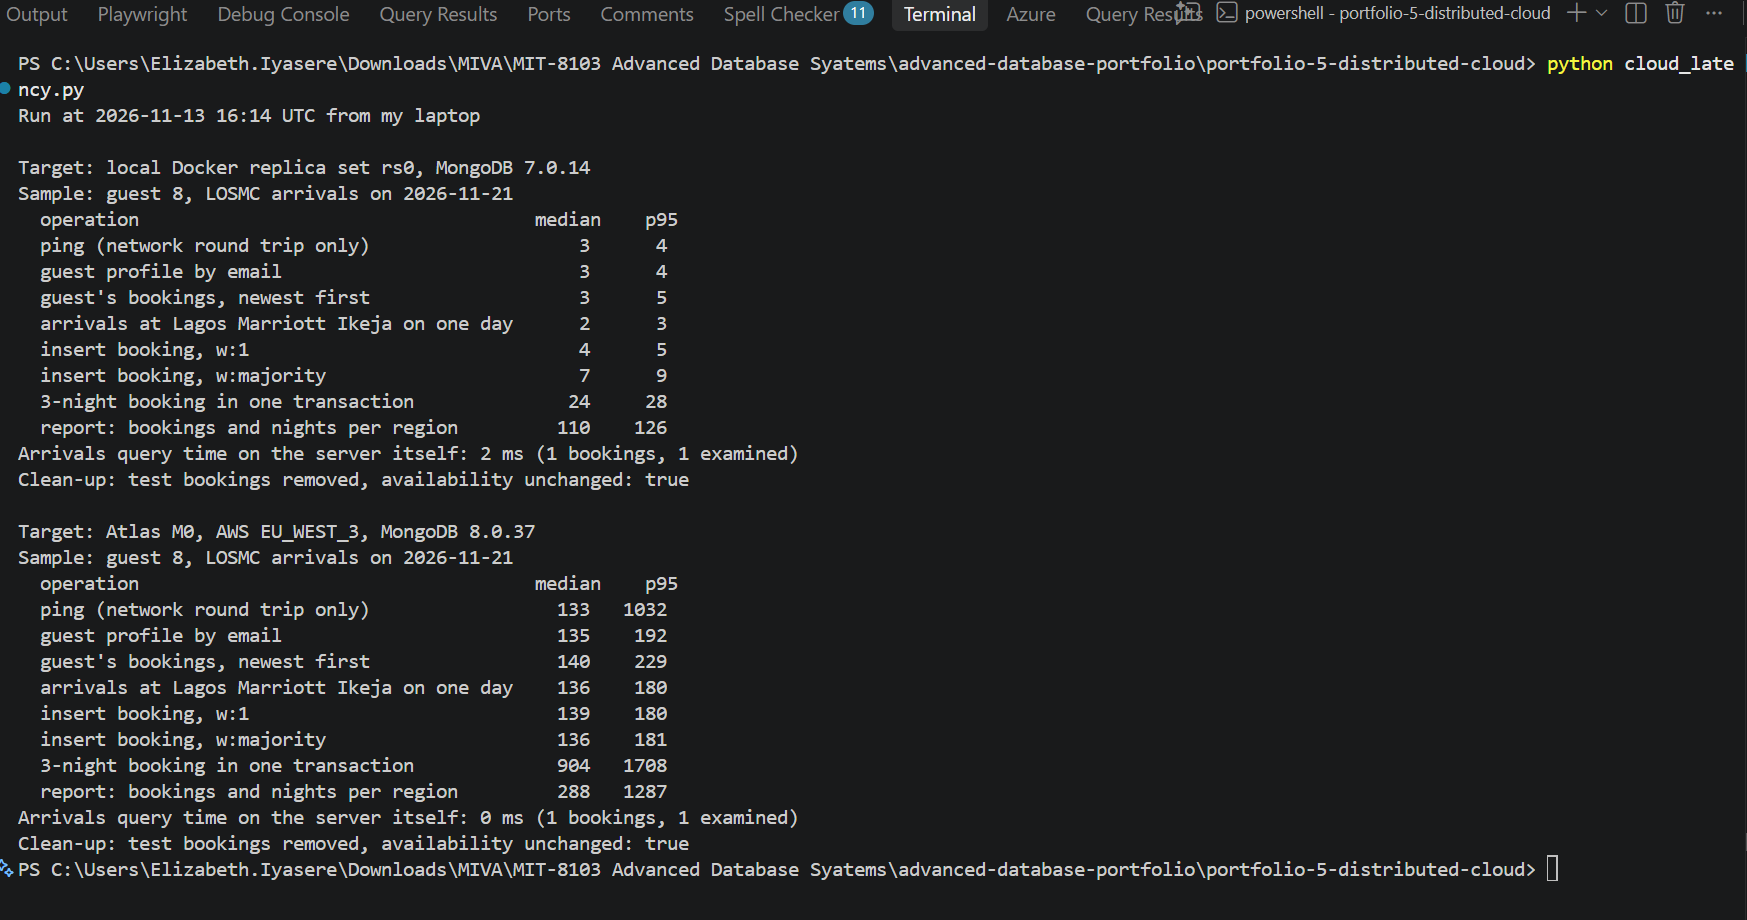 Output Playwright Debug Console Query Results Ports Comments Spell Checker 11 Terminal Azure Query Results powershell - portfolio-5-distributed-cloud
PS C:\Users\Elizabeth.Iyasere\Downloads\MIVA\MIT-8103 Advanced Database Systems\advanced-database-portfolio\portfolio-5-distributed-cloud> python cloud_late
ncy.py
Run at 2026-11-13 16:14 UTC from my laptop
Target: local Docker replica set rs0, MongoDB 7.0.14
Sample: guest 8, LOSMC arrivals on 2026-11-21
operation median p95
ping (network round trip only) 3 4
guest profile by email 3 4
guest's bookings, newest first 3 5
arrivals at Lagos Marriott Ikeja on one day 2 3
insert booking, w:1 4 5
insert booking, w:majority 7 9
3-night booking in one transaction 24 28
report: bookings and nights per region 110 126
Arrivals query time on the server itself: 2 ms (1 bookings, 1 examined)
Clean-up: test bookings removed, availability unchanged: true
Target: Atlas M0, AWS EU_WEST_3, MongoDB 8.0.37
Sample: guest 8, LOSMC arrivals on 2026-11-21
operation median p95
ping (network round trip only) 133 1032
guest profile by email 135 192
guest's bookings, newest first 140 229
arrivals at Lagos Marriott Ikeja on one day 136 180
insert booking, w:1 139 180
insert booking, w:majority 136 181
3-night booking in one transaction 904 1708
report: bookings and nights per region 288 1287
Arrivals query time on the server itself: 0 ms (1 bookings, 1 examined)
Clean-up: test bookings removed, availability unchanged: true
PS C:\Users\Elizabeth.Iyasere\Downloads\MIVA\MIT-8103 Advanced Database Systems\advanced-database-portfolio\portfolio-5-distributed-cloud>